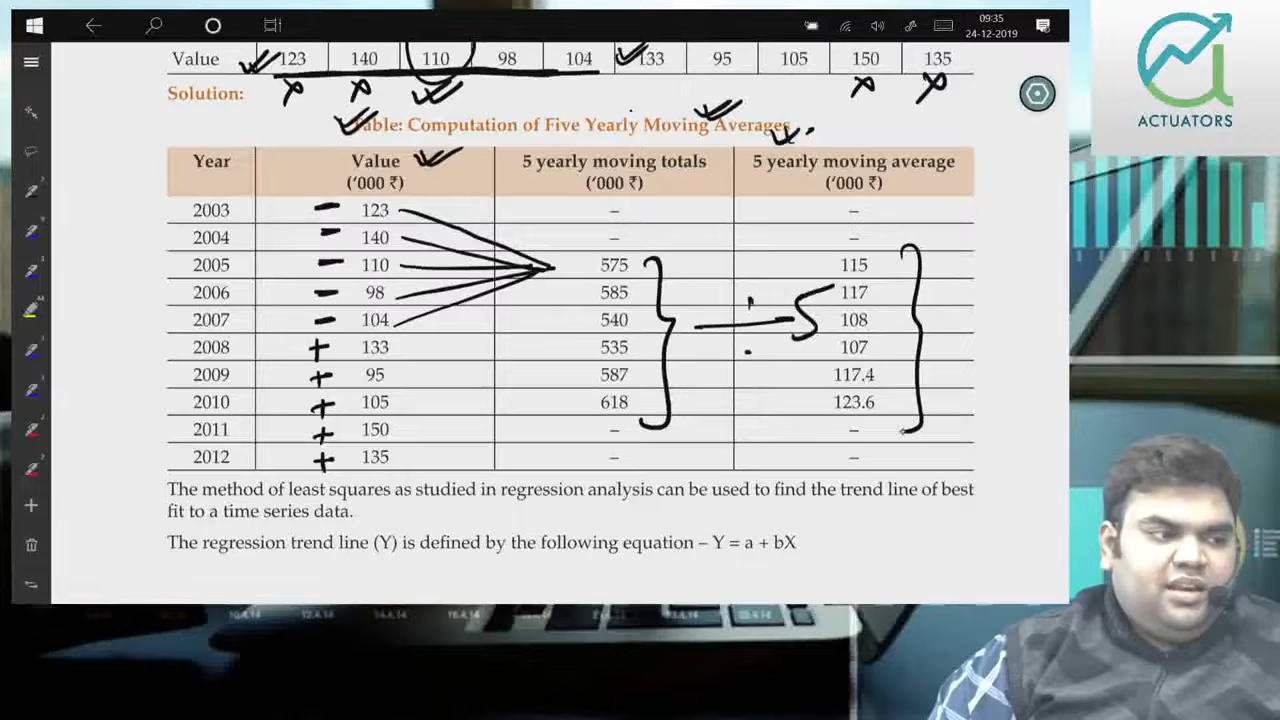 09:35
24-12-2019
Value 123 140 110 98 104 133 95 105 150 135
Solution:
Table: Computation of Five Yearly Moving Averages
Year Value 5 yearly moving totals 5 yearly moving average
(‘000 ₹) (‘000 ₹) (‘000 ₹)
2003 – 123 – –
2004 – 140 – –
2005 – 110 575 115
2006 – 98 585 117
2007 – 104 540 108
2008 + 133 535 107
2009 + 95 587 117.4
2010 + 105 618 123.6
2011 + 150 – –
2012 + 135 – –
÷ 5
The method of least squares as studied in regression analysis can be used to find the trend line of best
fit to a time series data.
The regression trend line (Y) is defined by the following equation – Y = a + bX
ACTUATORS